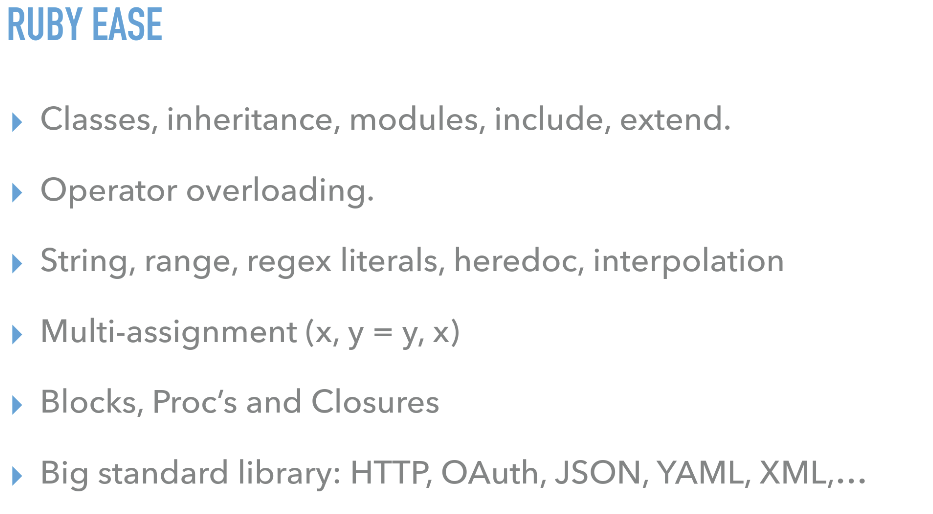 RUBY EASE
▸ Classes, inheritance, modules, include, extend.
▸ Operator overloading.
▸ String, range, regex literals, heredoc, interpolation
▸ Multi-assignment (x, y = y, x)
▸ Blocks, Proc’s and Closures
▸ Big standard library: HTTP, OAuth, JSON, YAML, XML,…